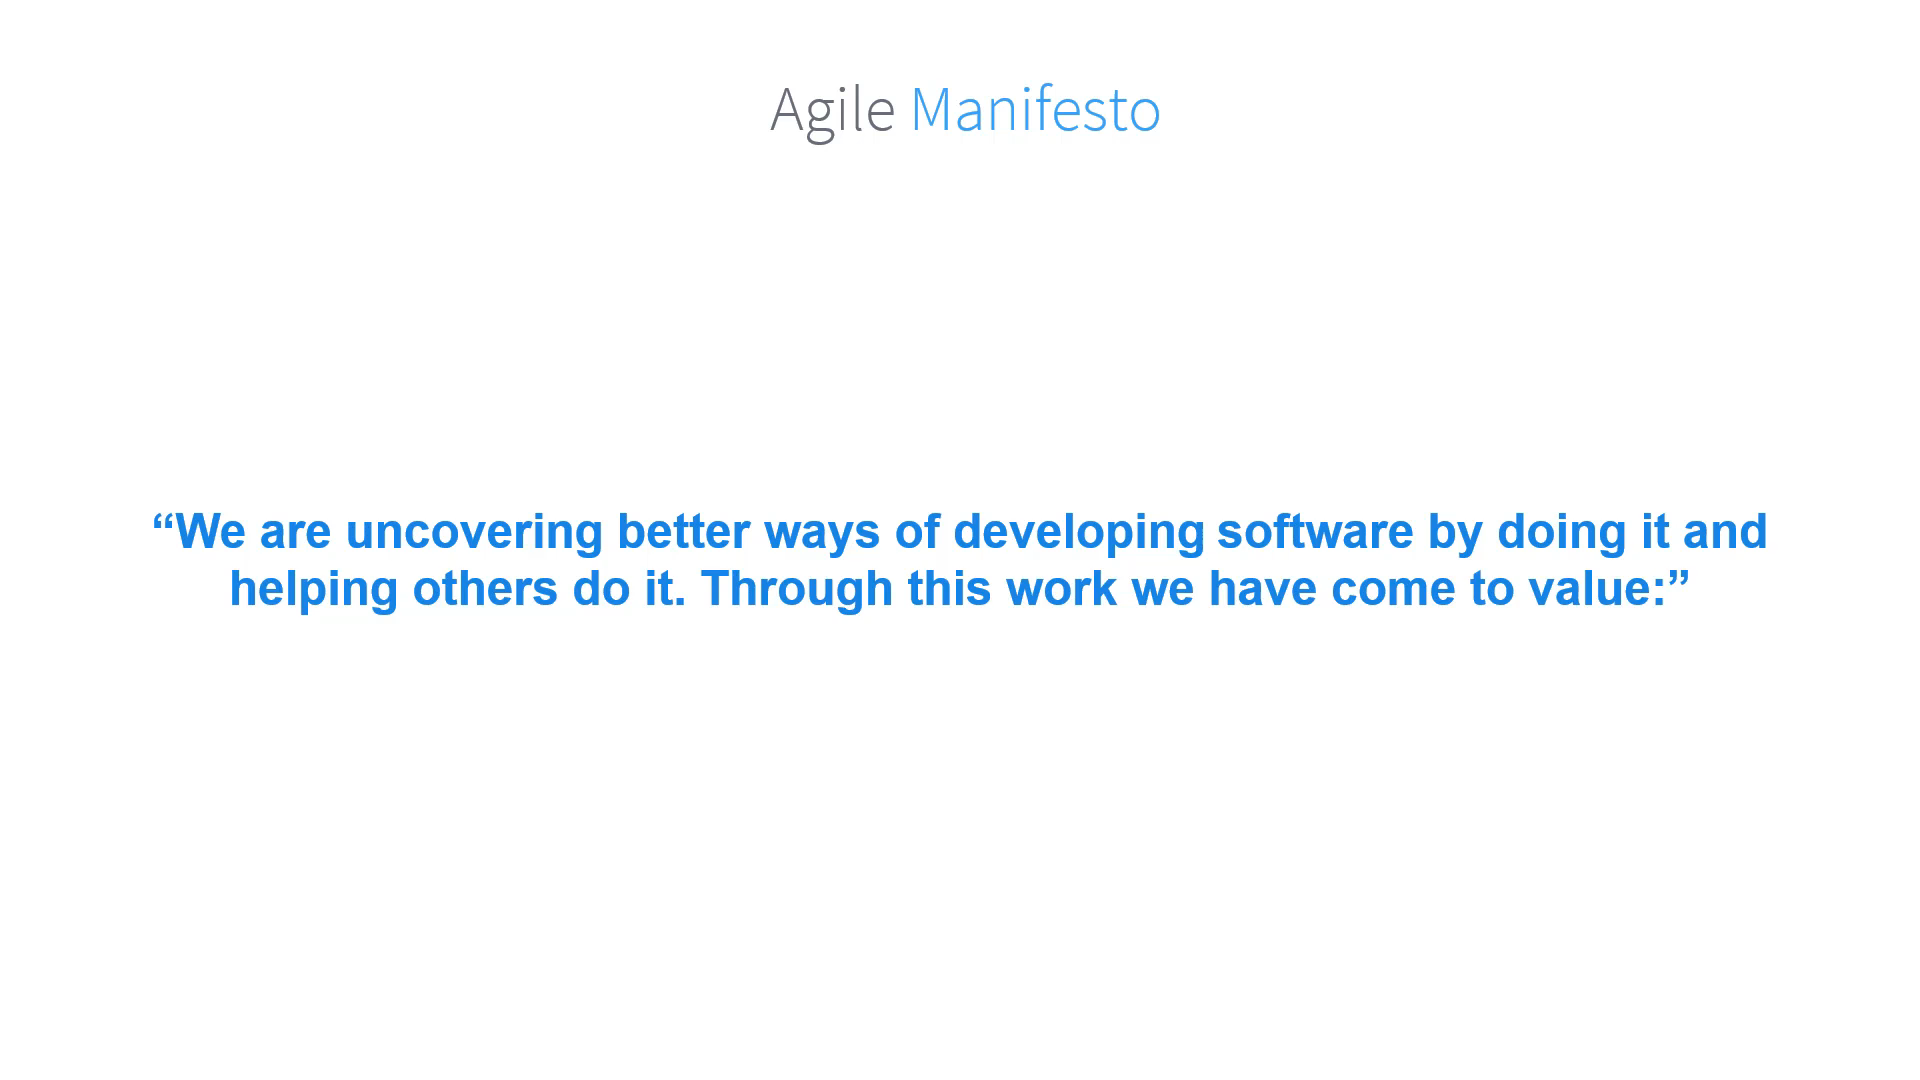 Agile Manifesto
“We are uncovering better ways of developing software by doing it and
helping others do it. Through this work we have come to value:”